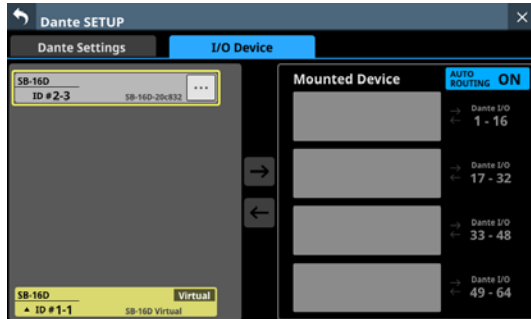 Dante SETUP
Dante Settings
I/O Device
SB-16D
ID #2-3
SB-16D-20c832
...
Mounted Device
AUTO ROUTING ON
Dante I/O
1 - 16
Dante I/O
17 - 32
Dante I/O
33 - 48
Dante I/O
49 - 64
SB-16D
Virtual
ID #1-1
SB-16D Virtual